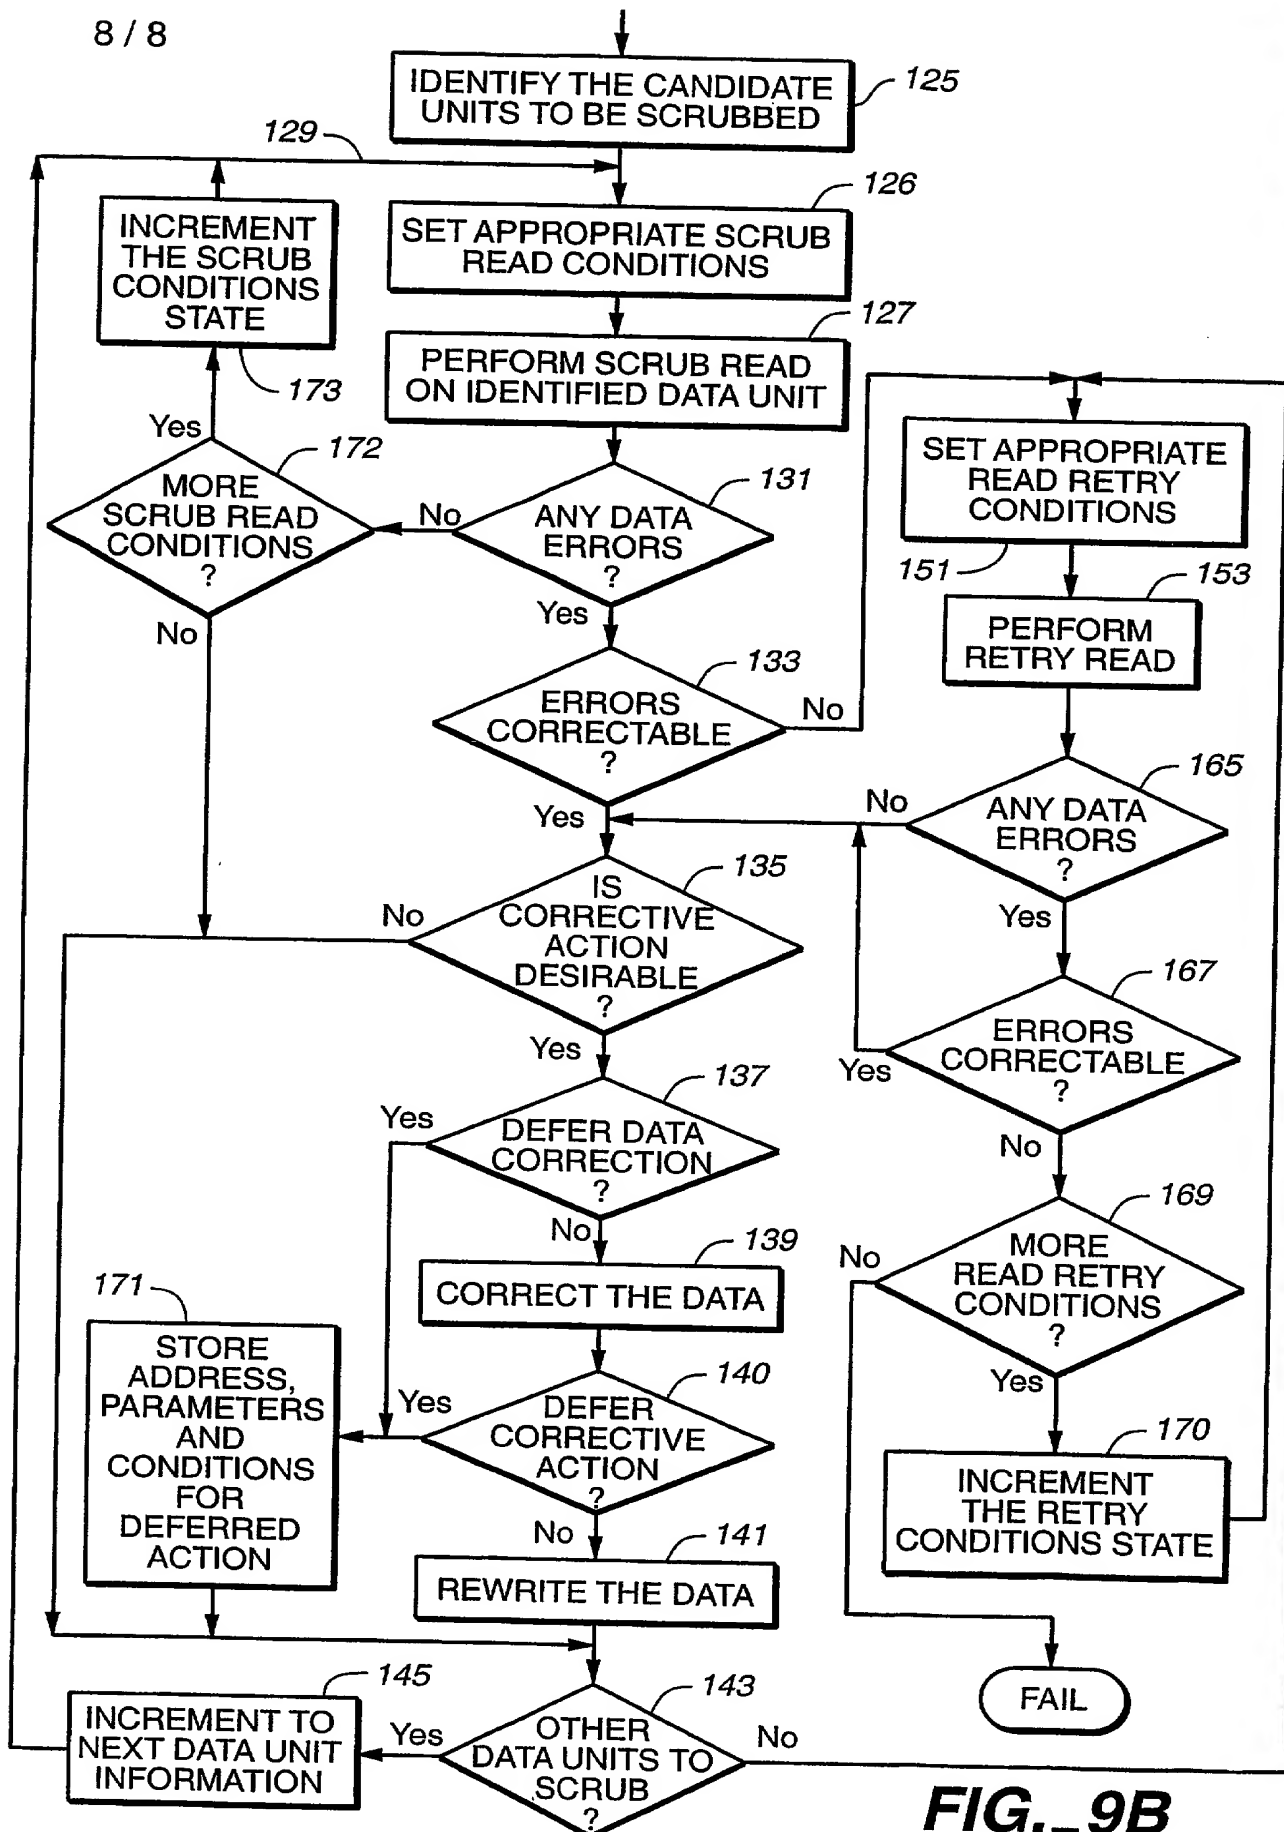 8 / 8
IDENTIFY THE CANDIDATE
UNITS TO BE SCRUBBED
125
129
126
SET APPROPRIATE SCRUB
READ CONDITIONS
INCREMENT
THE SCRUB
CONDITIONS
STATE
173
127
PERFORM SCRUB READ
ON IDENTIFIED DATA UNIT
Yes
172
MORE
SCRUB READ
CONDITIONS
?
No
No
131
ANY DATA
ERRORS
?
Yes
SET APPROPRIATE
READ RETRY
CONDITIONS
151
153
PERFORM
RETRY READ
133
ERRORS
CORRECTABLE
?
No
Yes
165
No
ANY DATA
ERRORS
?
Yes
135
IS
CORRECTIVE
ACTION
DESIRABLE
?
No
Yes
167
ERRORS
CORRECTABLE
?
Yes
No
137
Yes
DEFER DATA
CORRECTION
?
No
139
CORRECT THE DATA
169
No
MORE
READ RETRY
CONDITIONS
?
Yes
171
STORE
ADDRESS,
PARAMETERS
AND
CONDITIONS
FOR
DEFERRED
ACTION
140
Yes
DEFER
CORRECTIVE
ACTION
?
No
170
INCREMENT
THE RETRY
CONDITIONS STATE
141
REWRITE THE DATA
145
INCREMENT TO
NEXT DATA UNIT
INFORMATION
143
Yes
OTHER
DATA UNITS TO
SCRUB
?
No
FAIL
FIG._9B